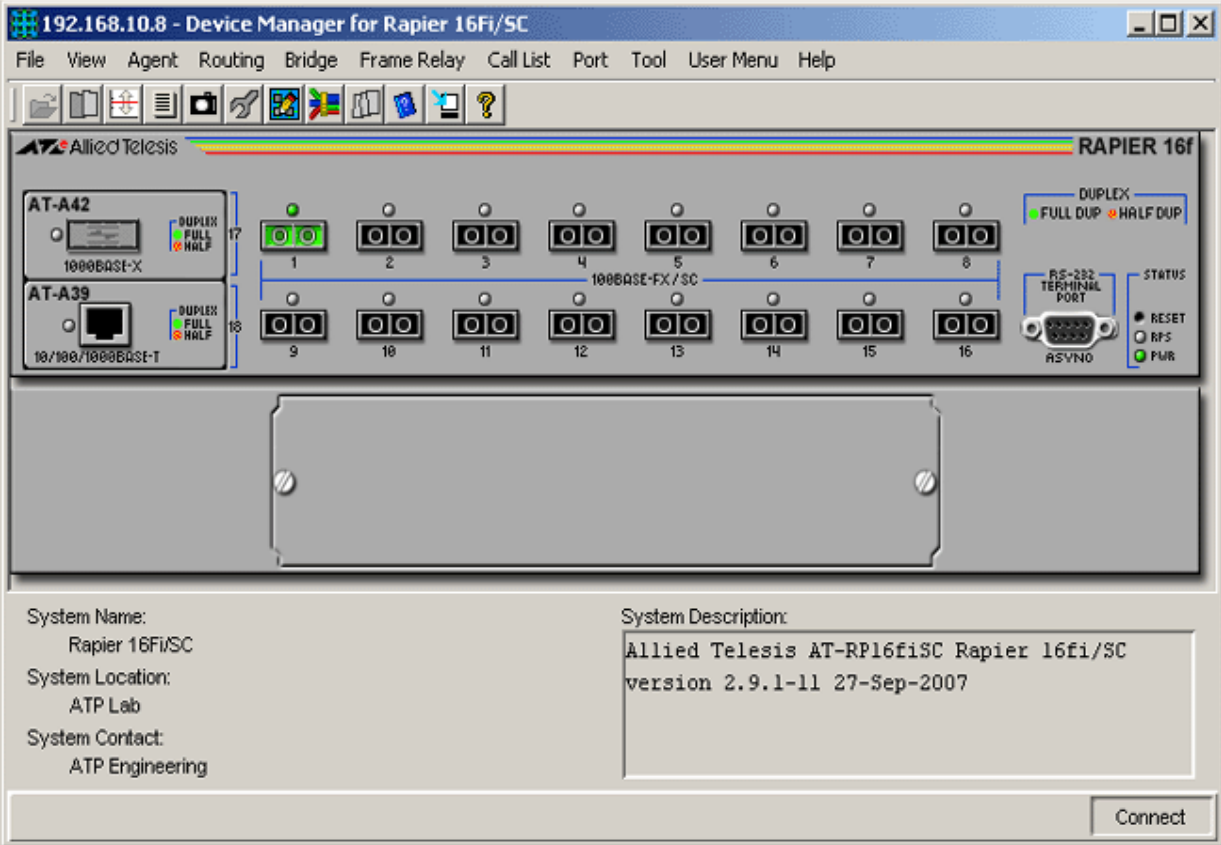 192.168.10.8 - Device Manager for Rapier 16Fi/SC
File View Agent Routing Bridge Frame Relay Call List Port Tool User Menu Help
Allied Telesis
RAPIER 16f
AT-A42
DUPLEX
FULL
HALF
17
1000BASE-X
AT-A39
DUPLEX
FULL
HALF
18
10/100/1000BASE-T
1 2 3 4 5 6 7 8
100BASE-FX/SC
9 10 11 12 13 14 15 16
DUPLEX
FULL DUP HALF DUP
RS-232
TERMINAL
PORT
ASYNO
STATUS
RESET
RPS
PWR
System Name:
Rapier 16Fi/SC
System Location:
ATP Lab
System Contact:
ATP Engineering
System Description:
Allied Telesis AT-RP16fiSC Rapier 16fi/SC
version 2.9.1-11 27-Sep-2007
Connect